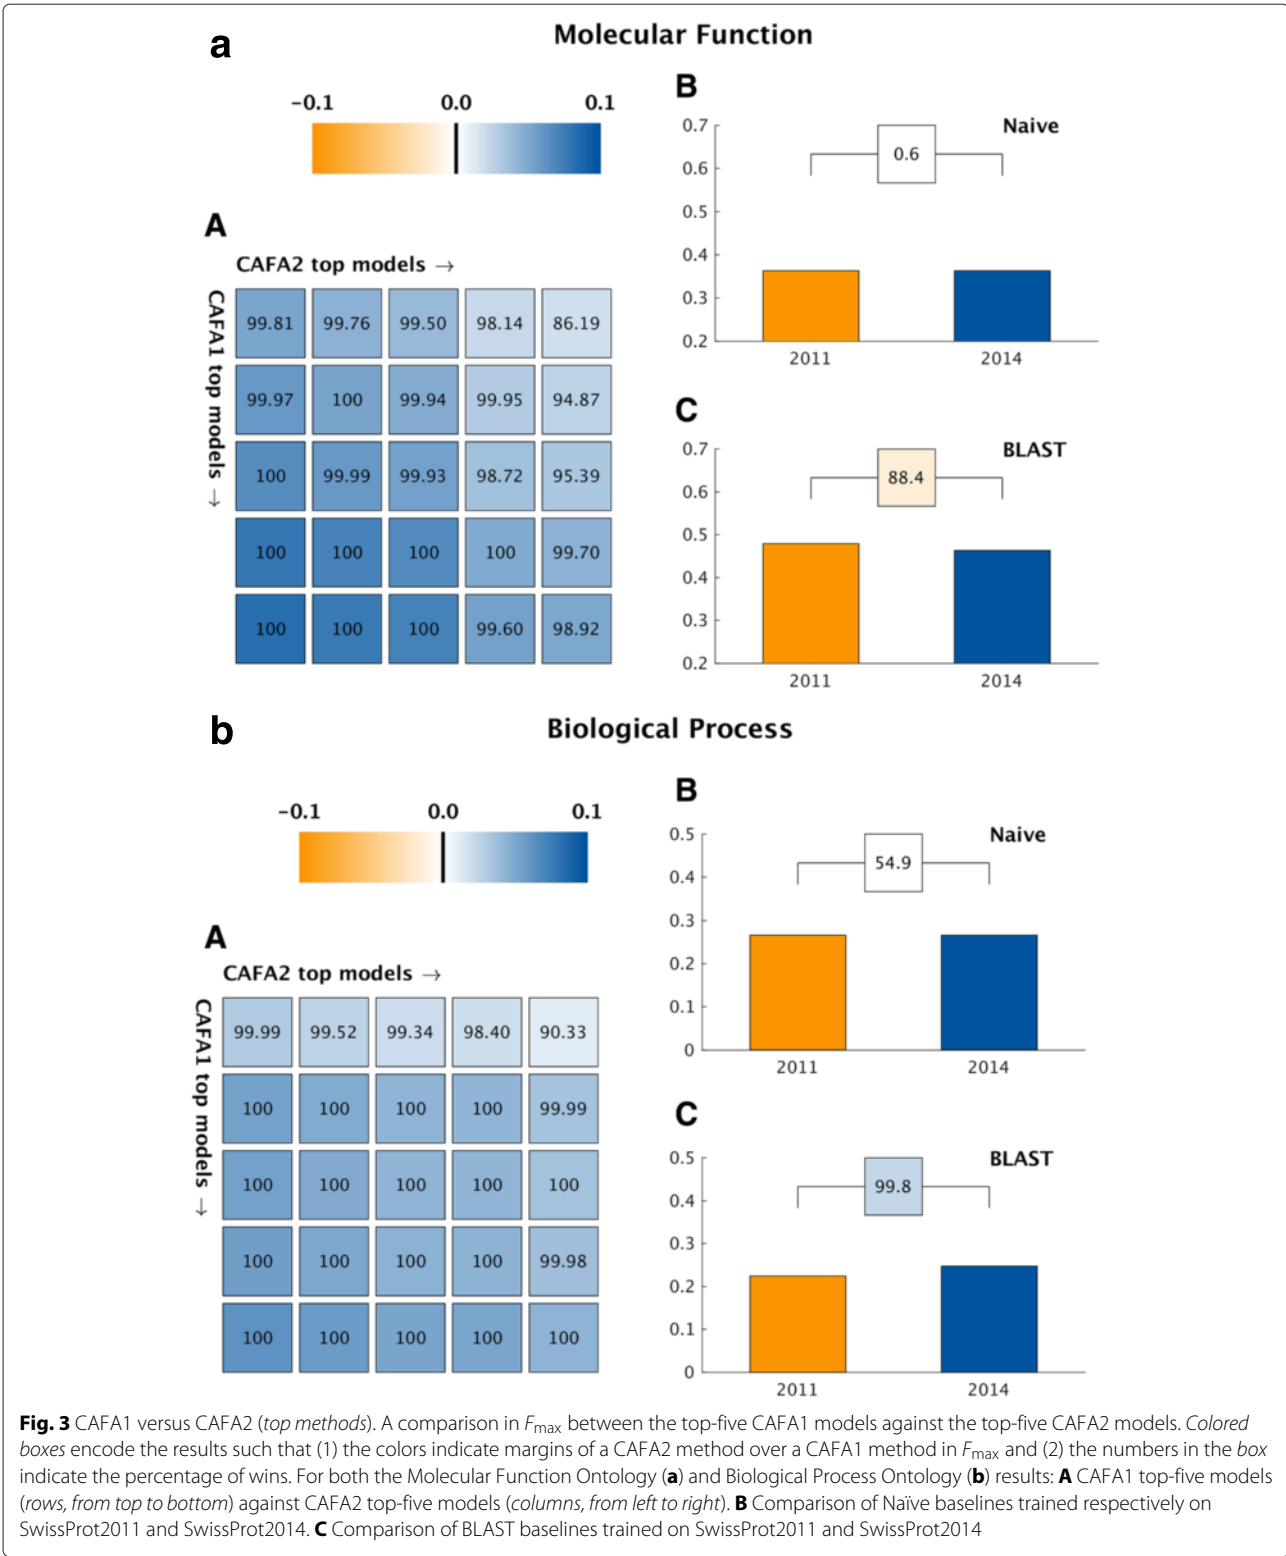 a
Molecular Function
−0.1 0.0 0.1
A
CAFA2 top models →
CAFA1 top models →
99.81 99.76 99.50 98.14 86.19
99.97 100 99.94 99.95 94.87
100 99.99 99.93 98.72 95.39
100 100 100 100 99.70
100 100 100 99.60 98.92
B
Naive
0.6
0.7
0.6
0.5
0.4
0.3
0.2
2011 2014
C
BLAST
88.4
0.7
0.6
0.5
0.4
0.3
0.2
2011 2014
b
Biological Process
−0.1 0.0 0.1
A
CAFA2 top models →
CAFA1 top models →
99.99 99.52 99.34 98.40 90.33
100 100 100 100 99.99
100 100 100 100 100
100 100 100 100 99.98
100 100 100 100 100
B
Naive
54.9
0.5
0.4
0.3
0.2
0.1
0
2011 2014
C
BLAST
99.8
0.5
0.4
0.3
0.2
0.1
0
2011 2014
Fig. 3 CAFA1 versus CAFA2 (top methods). A comparison in Fmax between the top-five CAFA1 models against the top-five CAFA2 models. Colored
boxes encode the results such that (1) the colors indicate margins of a CAFA2 method over a CAFA1 method in Fmax and (2) the numbers in the box
indicate the percentage of wins. For both the Molecular Function Ontology (a) and Biological Process Ontology (b) results: A CAFA1 top-five models
(rows, from top to bottom) against CAFA2 top-five models (columns, from left to right). B Comparison of Naïve baselines trained respectively on
SwissProt2011 and SwissProt2014. C Comparison of BLAST baselines trained on SwissProt2011 and SwissProt2014